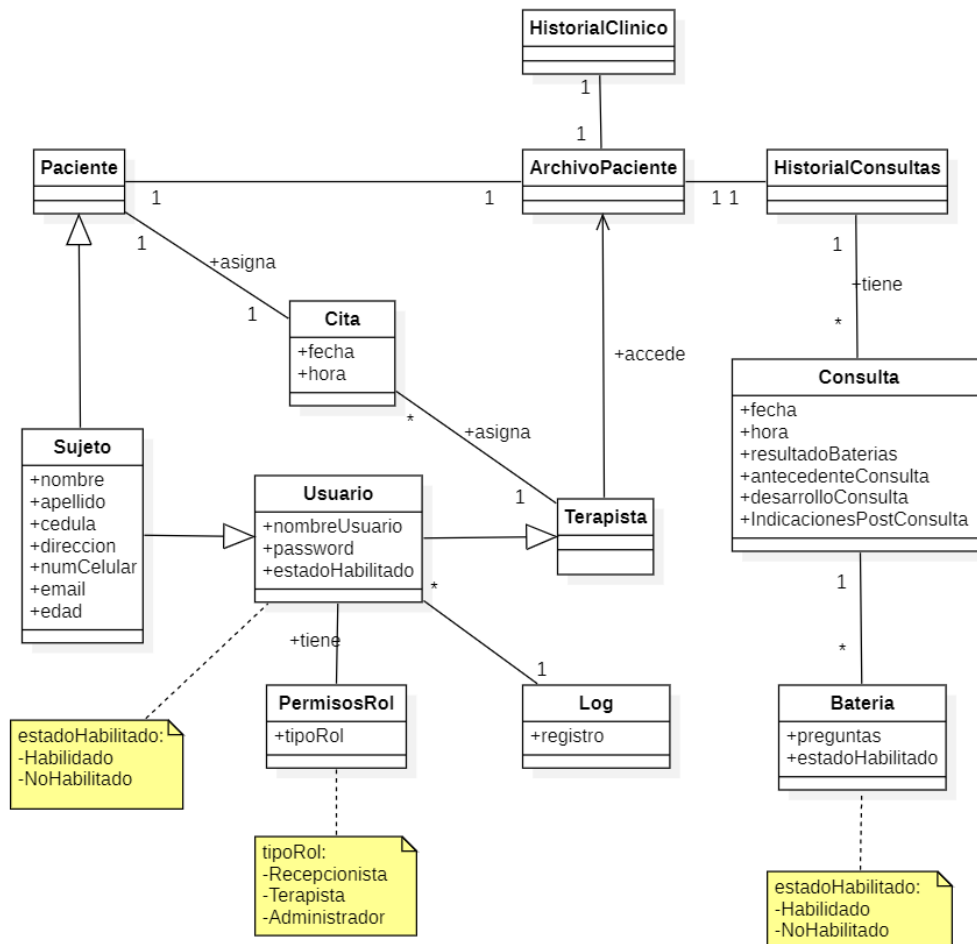 HistorialClinico
1
1
Paciente
1
1
ArchivoPaciente
1
1
HistorialConsultas
1
+asigna
1
1
+tiene
*
Cita
+fecha
+hora
*
+asigna
1
+accede
Consulta
+fecha
+hora
+resultadoBaterias
+antecedenteConsulta
+desarrolloConsulta
+IndicacionesPostConsulta
Sujeto
+nombre
+apellido
+cedula
+direccion
+numCelular
+email
+edad
Usuario
+nombreUsuario
+password
+estadoHabilitado
Terapista
*
1
+tiene
1
*
PermisosRol
+tipoRol
Log
+registro
Bateria
+preguntas
+estadoHabilitado
estadoHabilitado:
-Habilidado
-NoHabilitado
tipoRol:
-Recepcionista
-Terapista
-Administrador
estadoHabilitado:
-Habilidado
-NoHabilitado